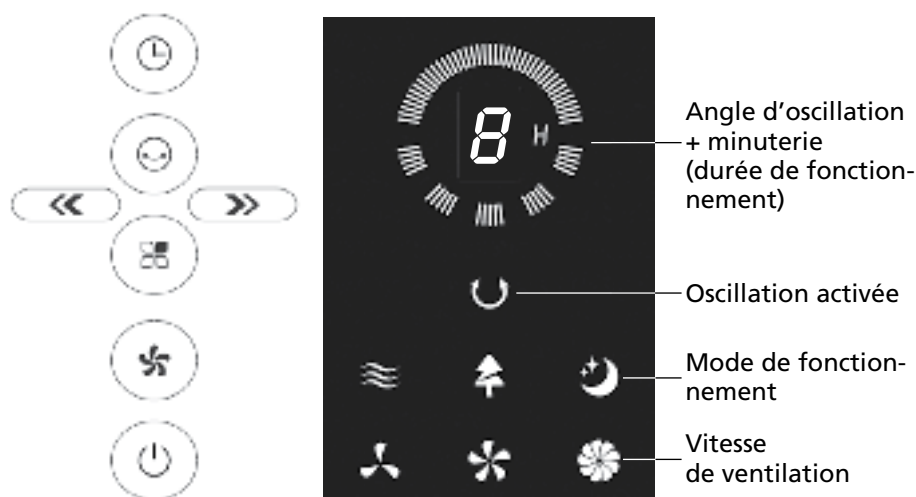 8 H
Angle d’oscillation
+ minuterie
(durée de fonction-
nement)
Oscillation activée
Mode de fonction-
nement
Vitesse
de ventilation